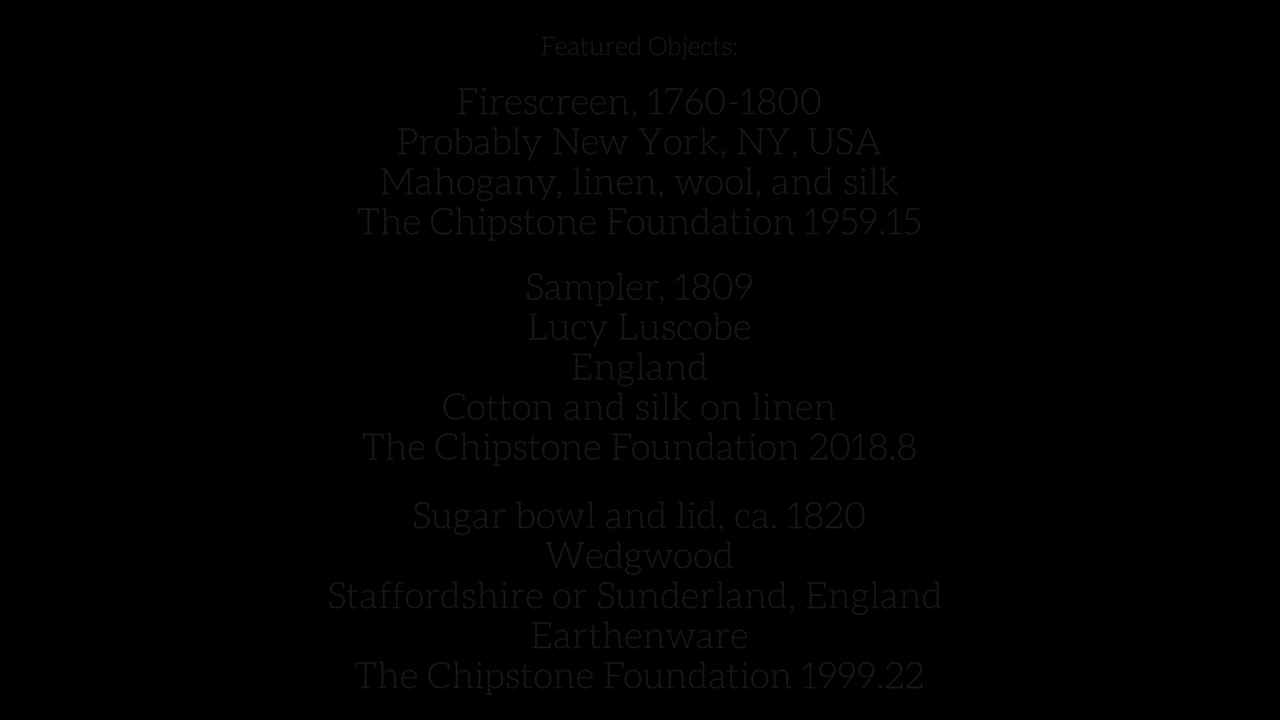 Featured Objects:
Firescreen, 1760-1800
Probably New York, NY, USA
Mahogany, linen, wool, and silk
The Chipstone Foundation 1959.15
Sampler, 1809
Lucy Luscobe
England
Cotton and silk on linen
The Chipstone Foundation 2018.8
Sugar bowl and lid, ca. 1820
Wedgwood
Staffordshire or Sunderland, England
Earthenware
The Chipstone Foundation 1999.22